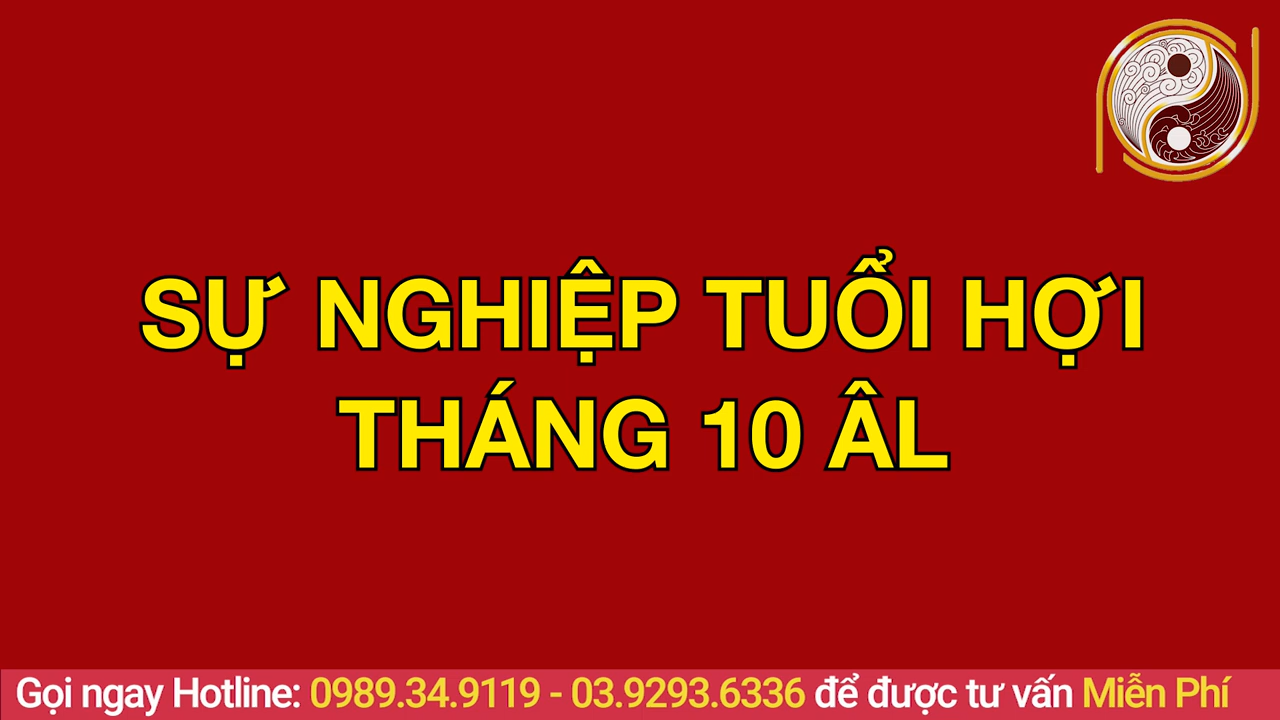 SỰ NGHIỆP TUỔI HỢI
THÁNG 10 ÂL
Gọi ngay Hotline: 0989.34.9119 - 03.9293.6336 để được tư vấn Miễn Phí